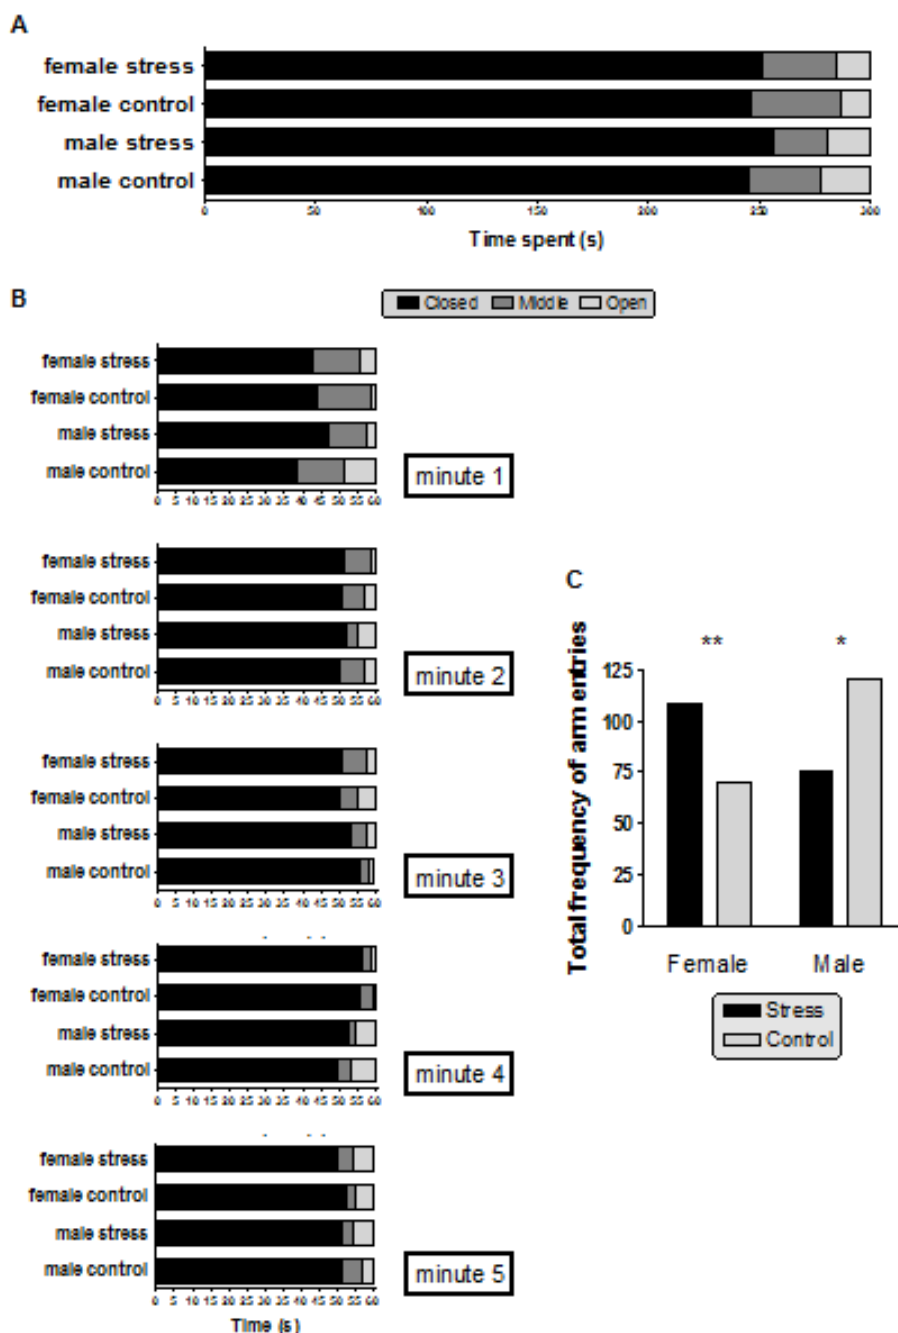 A
female stress
female control
male stress
male control
0 50 100 150 200 250 300
Time spent (s)
B
Closed Middle Open
female stress
female control
male stress
male control
minute 1
0 5 10 15 20 25 30 35 40 45 50 55 60
female stress
female control
male stress
male control
minute 2
0 5 10 15 20 25 30 35 40 45 50 55 60
female stress
female control
male stress
male control
minute 3
0 5 10 15 20 25 30 35 40 45 50 55 60
female stress
female control
male stress
male control
minute 4
0 5 10 15 20 25 30 35 40 45 50 55 60
female stress
female control
male stress
male control
minute 5
0 5 10 15 20 25 30 35 40 45 50 55 60
Time (s)
C
** *
Total frequency of arm entries
125
100
75
50
25
0
Female Male
Stress
Control